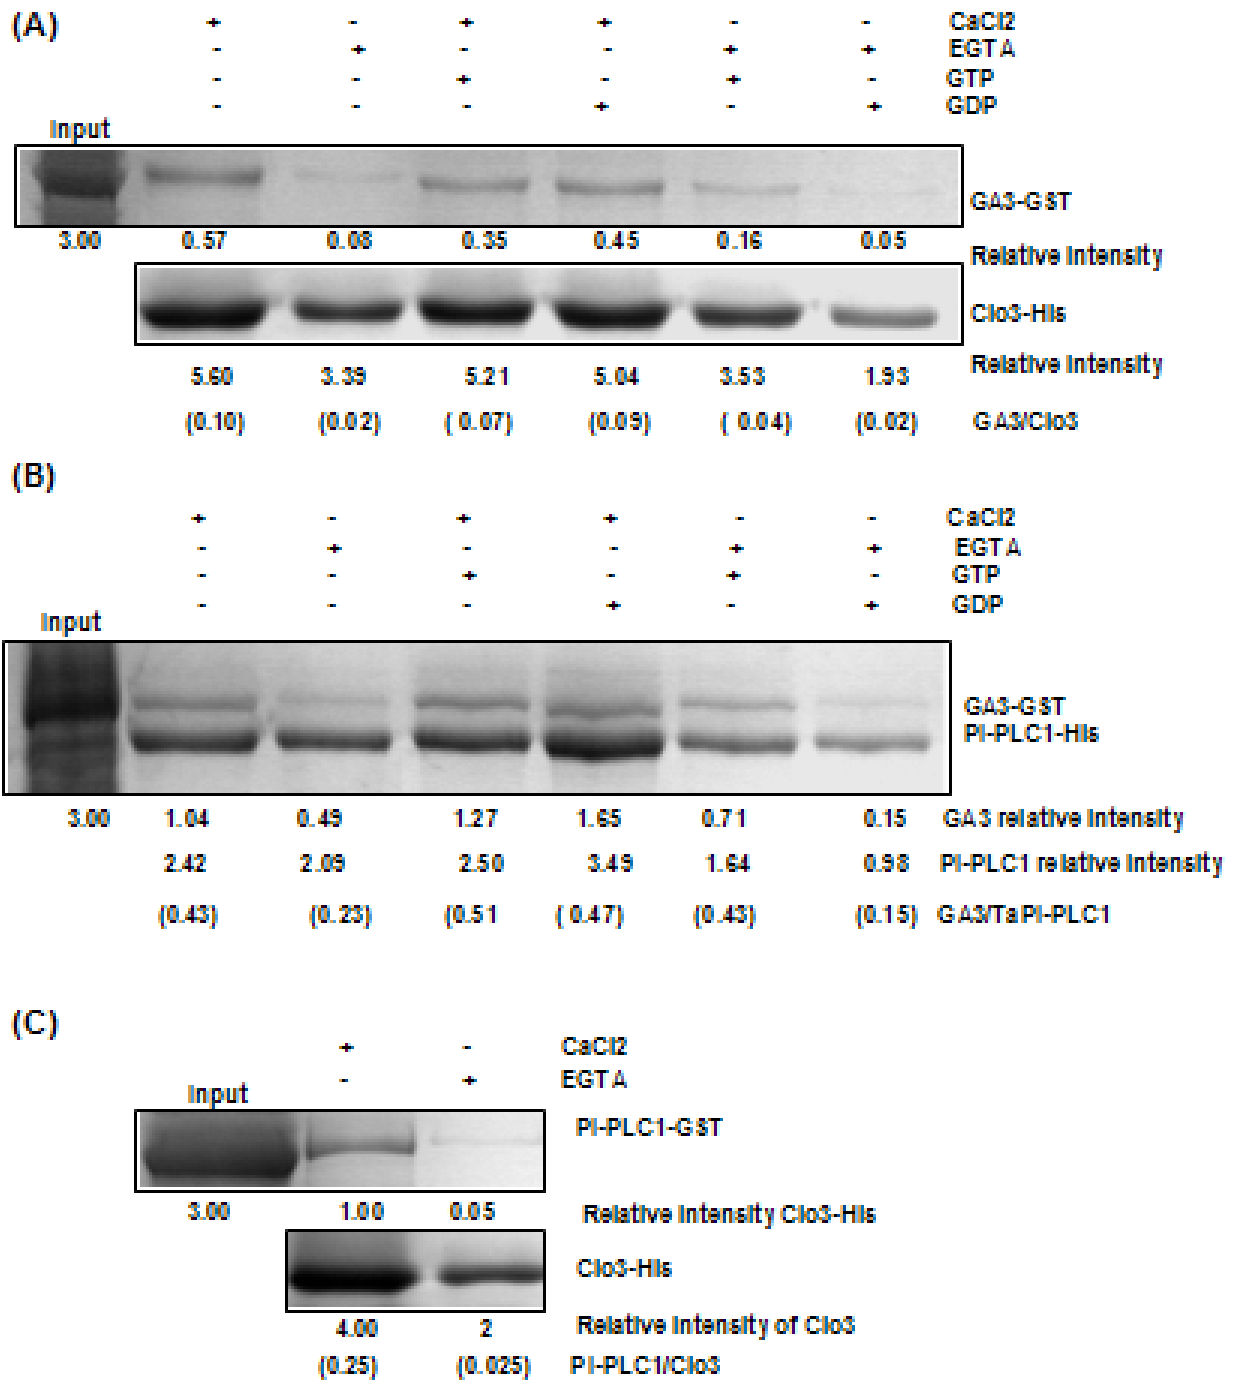 (A)
+ - + + - - CaCl2
- + - - + + EGTA
- - + - + - GTP
- - - + - + GDP
Input
GA3-GST
3.00 0.57 0.08 0.35 0.45 0.16 0.05
Relative Intensity
Clo3-His
5.60 3.39 5.21 5.04 3.53 1.93 Relative Intensity
(0.10) (0.02) ( 0.07) (0.09) ( 0.04) (0.02) GA3/Clo3
(B)
+ - + + - - CaCl2
- + - - + + EGTA
- - + - + - GTP
- - - + - + GDP
Input
GA3-GST
PI-PLC1-His
3.00 1.04 0.49 1.27 1.65 0.71 0.15 GA3 relative intensity
2.42 2.09 2.50 3.49 1.64 0.98 PI-PLC1 relative intensity
(0.43) (0.23) (0.51 ( 0.47) (0.43) (0.15) GA3/TaPI-PLC1
(C)
+ - CaCl2
- + EGTA
Input
PI-PLC1-GST
3.00 1.00 0.05 Relative intensity Clo3-His
Clo3-His
4.00 2 Relative intensity of Clo3
(0.25) (0.025) PI-PLC1/Clo3